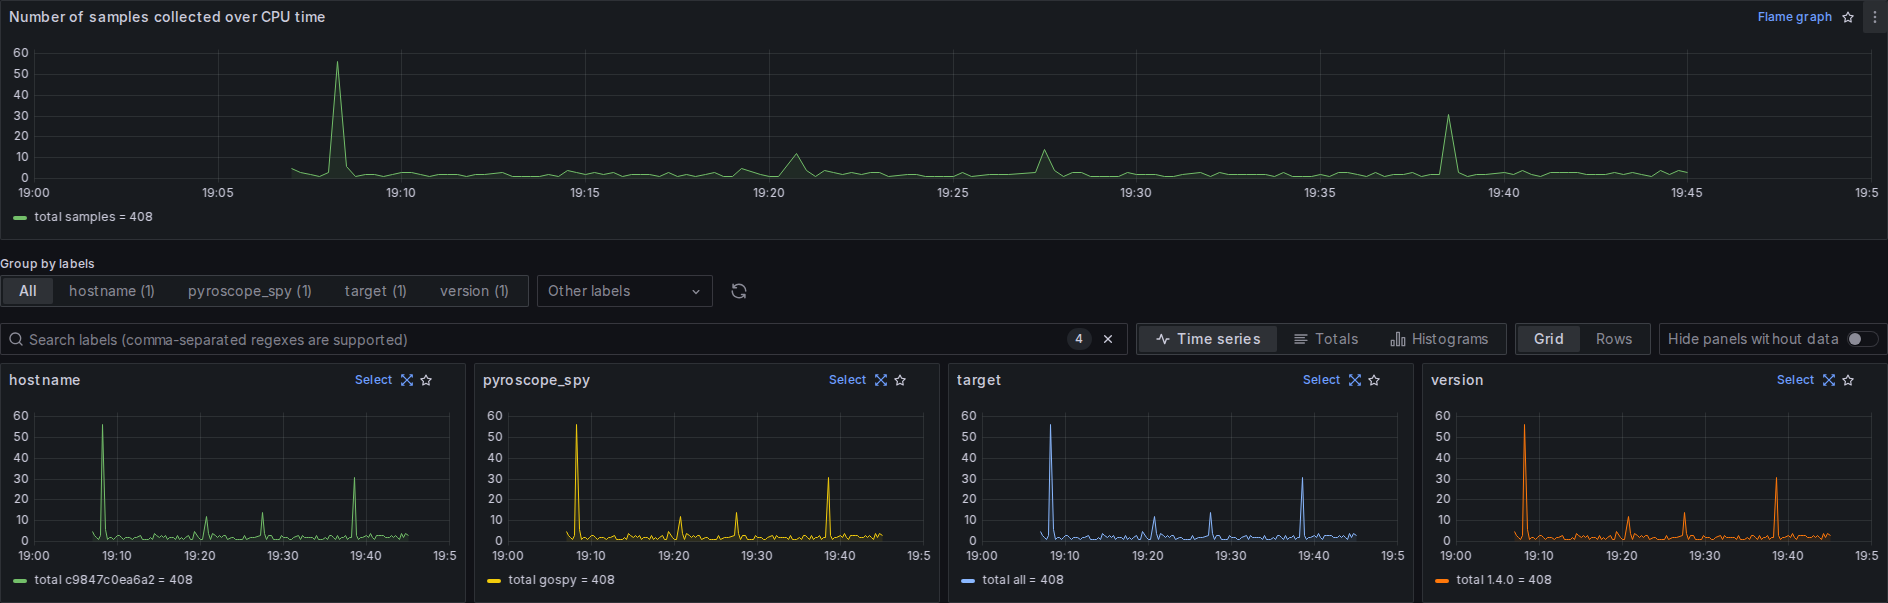 Number of samples collected over CPU time
Flame graph
60
50
40
30
20
10
0
19:00 19:05 19:10 19:15 19:20 19:25 19:30 19:35 19:40 19:45 19:5
total samples = 408
Group by labels
All hostname (1) pyroscope_spy (1) target (1) version (1) Other labels
Search labels (comma-separated regexes are supported) 4 Time series Totals Histograms Grid Rows Hide panels without data
hostname Select
60
50
40
30
20
10
0
19:00 19:10 19:20 19:30 19:40 19:5
total c9847c0ea6a2 = 408
pyroscope_spy Select
60
50
40
30
20
10
0
19:00 19:10 19:20 19:30 19:40 19:5
total gospy = 408
target Select
60
50
40
30
20
10
0
19:00 19:10 19:20 19:30 19:40 19:5
total all = 408
version Select
60
50
40
30
20
10
0
19:00 19:10 19:20 19:30 19:40 19:5
total 1.4.0 = 408